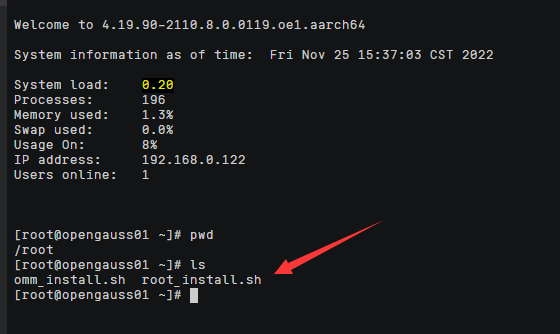 Welcome to 4.19.90-2110.8.0.0119.oe1.aarch64
System information as of time:  Fri Nov 25 15:37:03 CST 2022
System load:    0.20
Processes:      196
Memory used:    1.3%
Swap used:      0.0%
Usage On:       8%
IP address:     192.168.0.122
Users online:   1
[root@opengauss01 ~]# pwd
/root
[root@opengauss01 ~]# ls
omm_install.sh  root_install.sh
[root@opengauss01 ~]#